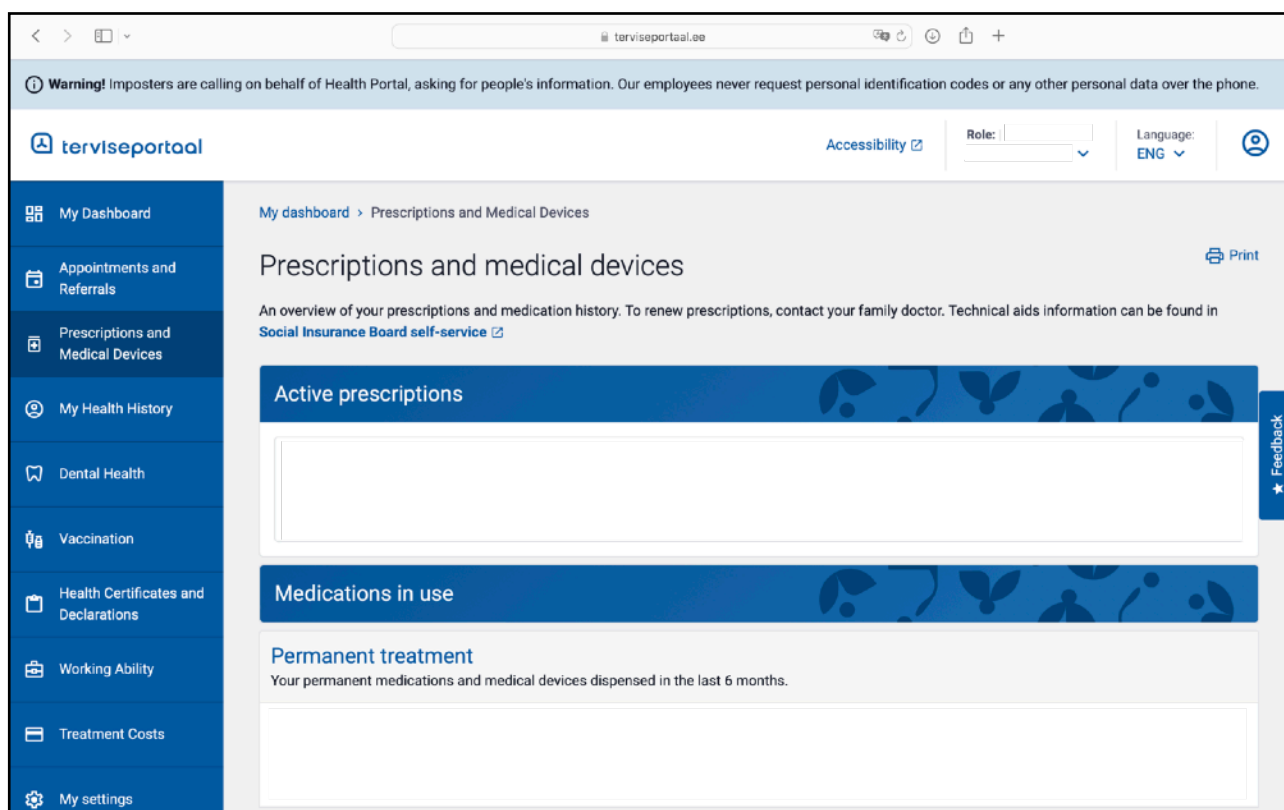 terviseportaal.ee
Warning! Imposters are calling on behalf of Health Portal, asking for people's information. Our employees never request personal identification codes or any other personal data over the phone.
terviseportaal
Accessibility
Role:
Language:
ENG
My Dashboard
Appointments and
Referrals
Prescriptions and
Medical Devices
My Health History
Dental Health
Vaccination
Health Certificates and
Declarations
Working Ability
Treatment Costs
My settings
My dashboard > Prescriptions and Medical Devices
Prescriptions and medical devices
Print
An overview of your prescriptions and medication history. To renew prescriptions, contact your family doctor. Technical aids information can be found in
Social Insurance Board self-service
Active prescriptions
Medications in use
Permanent treatment
Your permanent medications and medical devices dispensed in the last 6 months.
Feedback